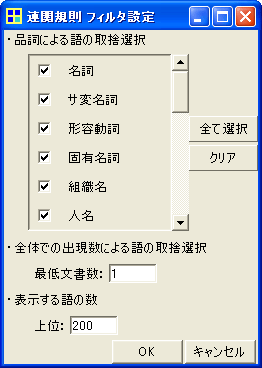 連関規則 フィルタ設定
・品詞による語の取捨選択
名詞
サ変名詞
形容動詞
固有名詞
組織名
人名
全て選択
クリア
・全体での出現数による語の取捨選択
最低文書数: 1
・表示する語の数
上位: 200
OK キャンセル